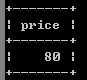 +-------+
| price |
+-------+
|    80 |
+-------+